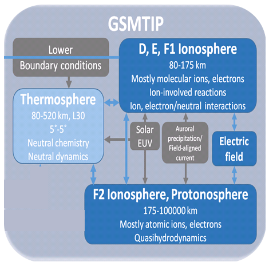 GSMTIP
Lower
Boundary conditions
D, E, F1 Ionosphere
80-175 km
Mostly molecular ions, electrons
Ion-involved reactions
Ion, electron/neutral interactions
Thermosphere
80-520 km, L30
5°-5°
Neutral chemistry
Neutral dynamics
Solar
EUV
Auroral
precipitation/
Field-aligned
current
Electric
field
F2 Ionosphere, Protonosphere
175-100000 km
Mostly atomic ions, electrons
Quasihydrodynamics